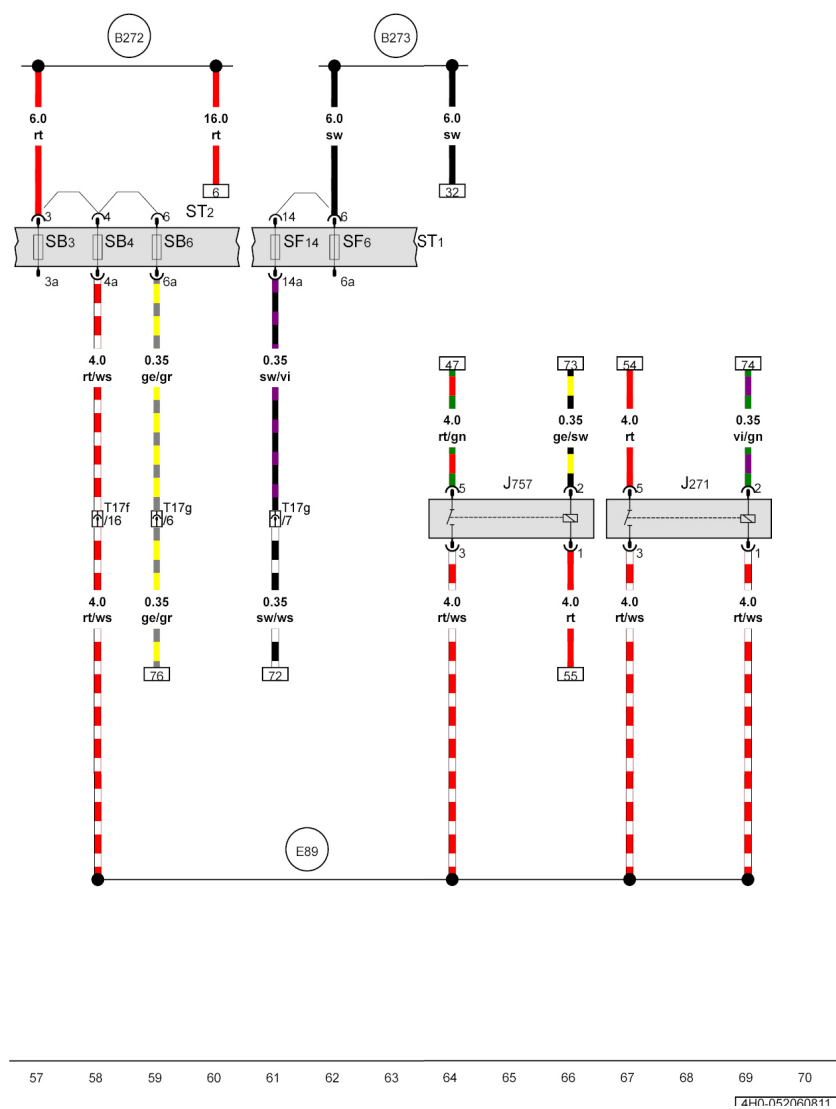 B272 B273
6.0 16.0 6.0 6.0
rt rt sw sw
6 32
3 4 6 ST2 14 6
SB3 SB4 SB6 SF14 SF6 ST1
3a 4a 6a 14a 6a
4.0 0.35 0.35 47 73 54 74
rt/ws ge/gr sw/vi
4.0 0.35 4.0 0.35
rt/gn ge/sw rt vi/gn
5 J757 2 5 J271 2
T17f T17g T17g
/16 /6 /7
3 1 3 1
4.0 0.35 0.35 4.0 4.0 4.0 4.0
rt/ws ge/gr sw/ws rt/ws rt rt/ws rt/ws
76 72 55
E89
57 58 59 60 61 62 63 64 65 66 67 68 69 70
4H0-052060811